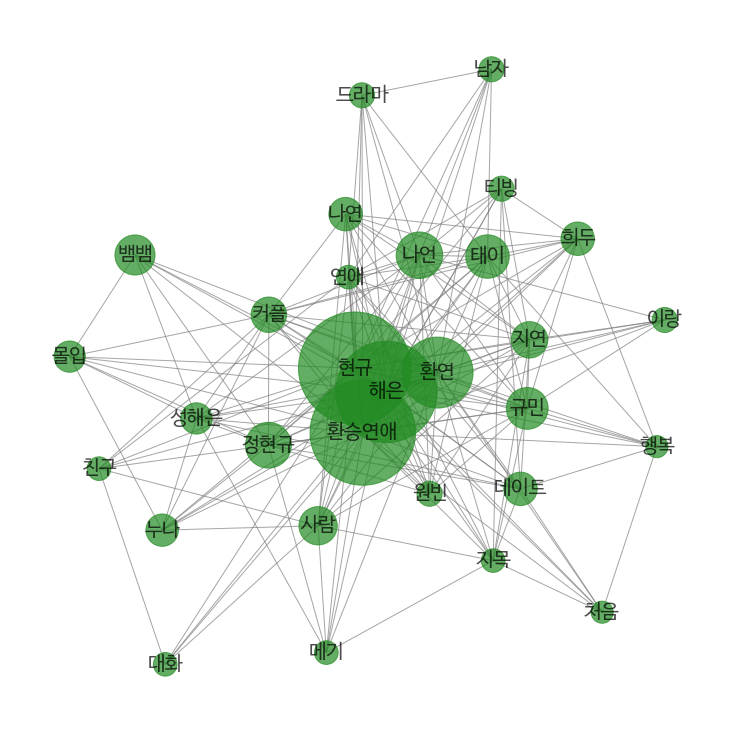 남자
드라마
티빙
나연
희두
뱀뱀
나언
태이
연애
커플
이랑
지연
몰입
현규
환연
해은
규민
성해은
환승연애
정현규
행복
친구
원빈
데이트
누나
사람
지목
처음
메기
대화